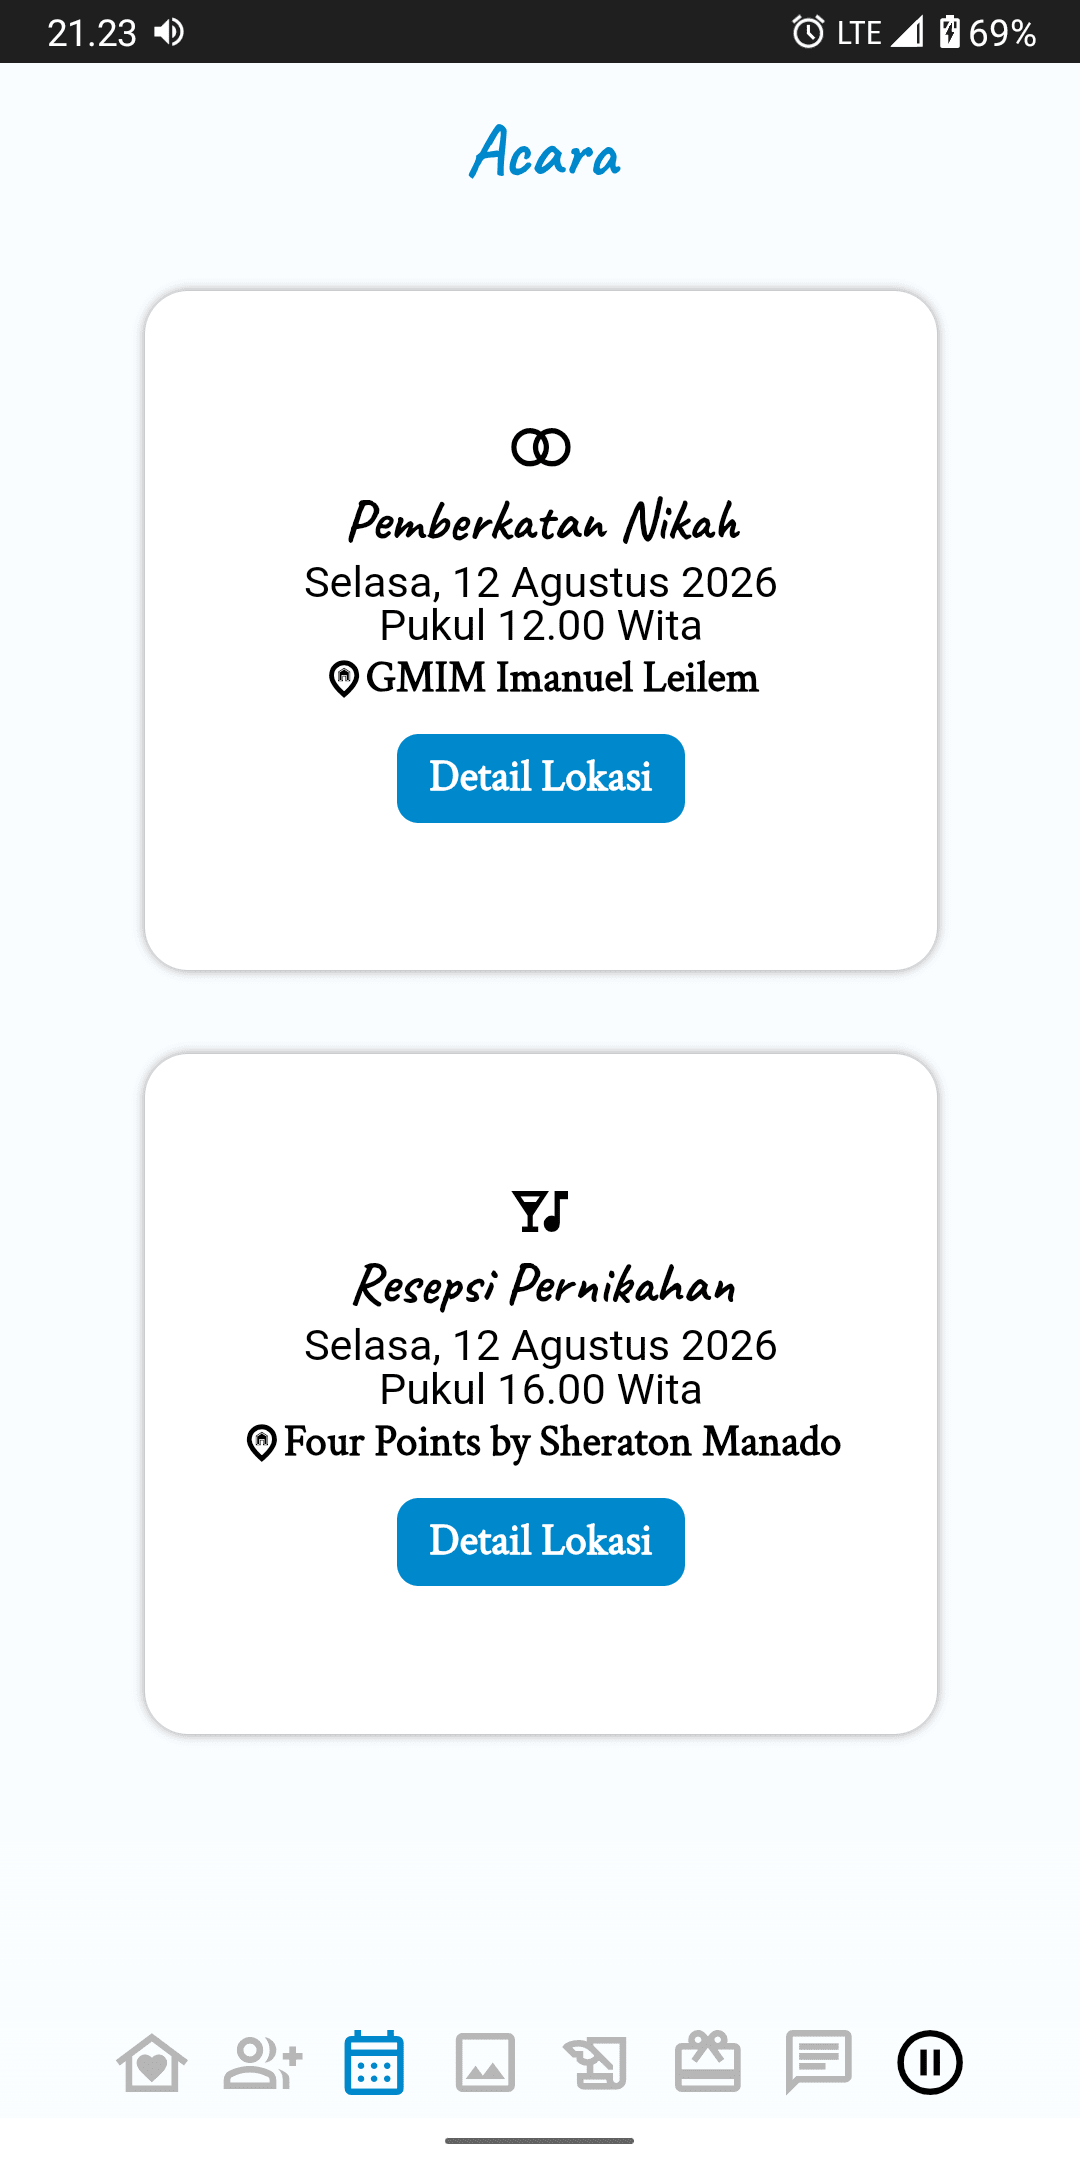 21.23
LTE 69%
Acara
Pemberkatan Nikah
Selasa, 12 Agustus 2026
Pukul 12.00 Wita
GMIM Imanuel Leilem
Detail Lokasi
Resepsi Pernikahan
Selasa, 12 Agustus 2026
Pukul 16.00 Wita
Four Points by Sheraton Manado
Detail Lokasi